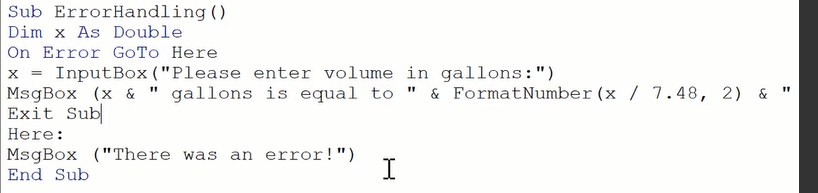 Sub ErrorHandling()
Dim x As Double
On Error GoTo Here
x = InputBox("Please enter volume in gallons:")
MsgBox (x & " gallons is equal to " & FormatNumber(x / 7.48, 2) & "
Exit Sub
Here:
MsgBox ("There was an error!")
End Sub